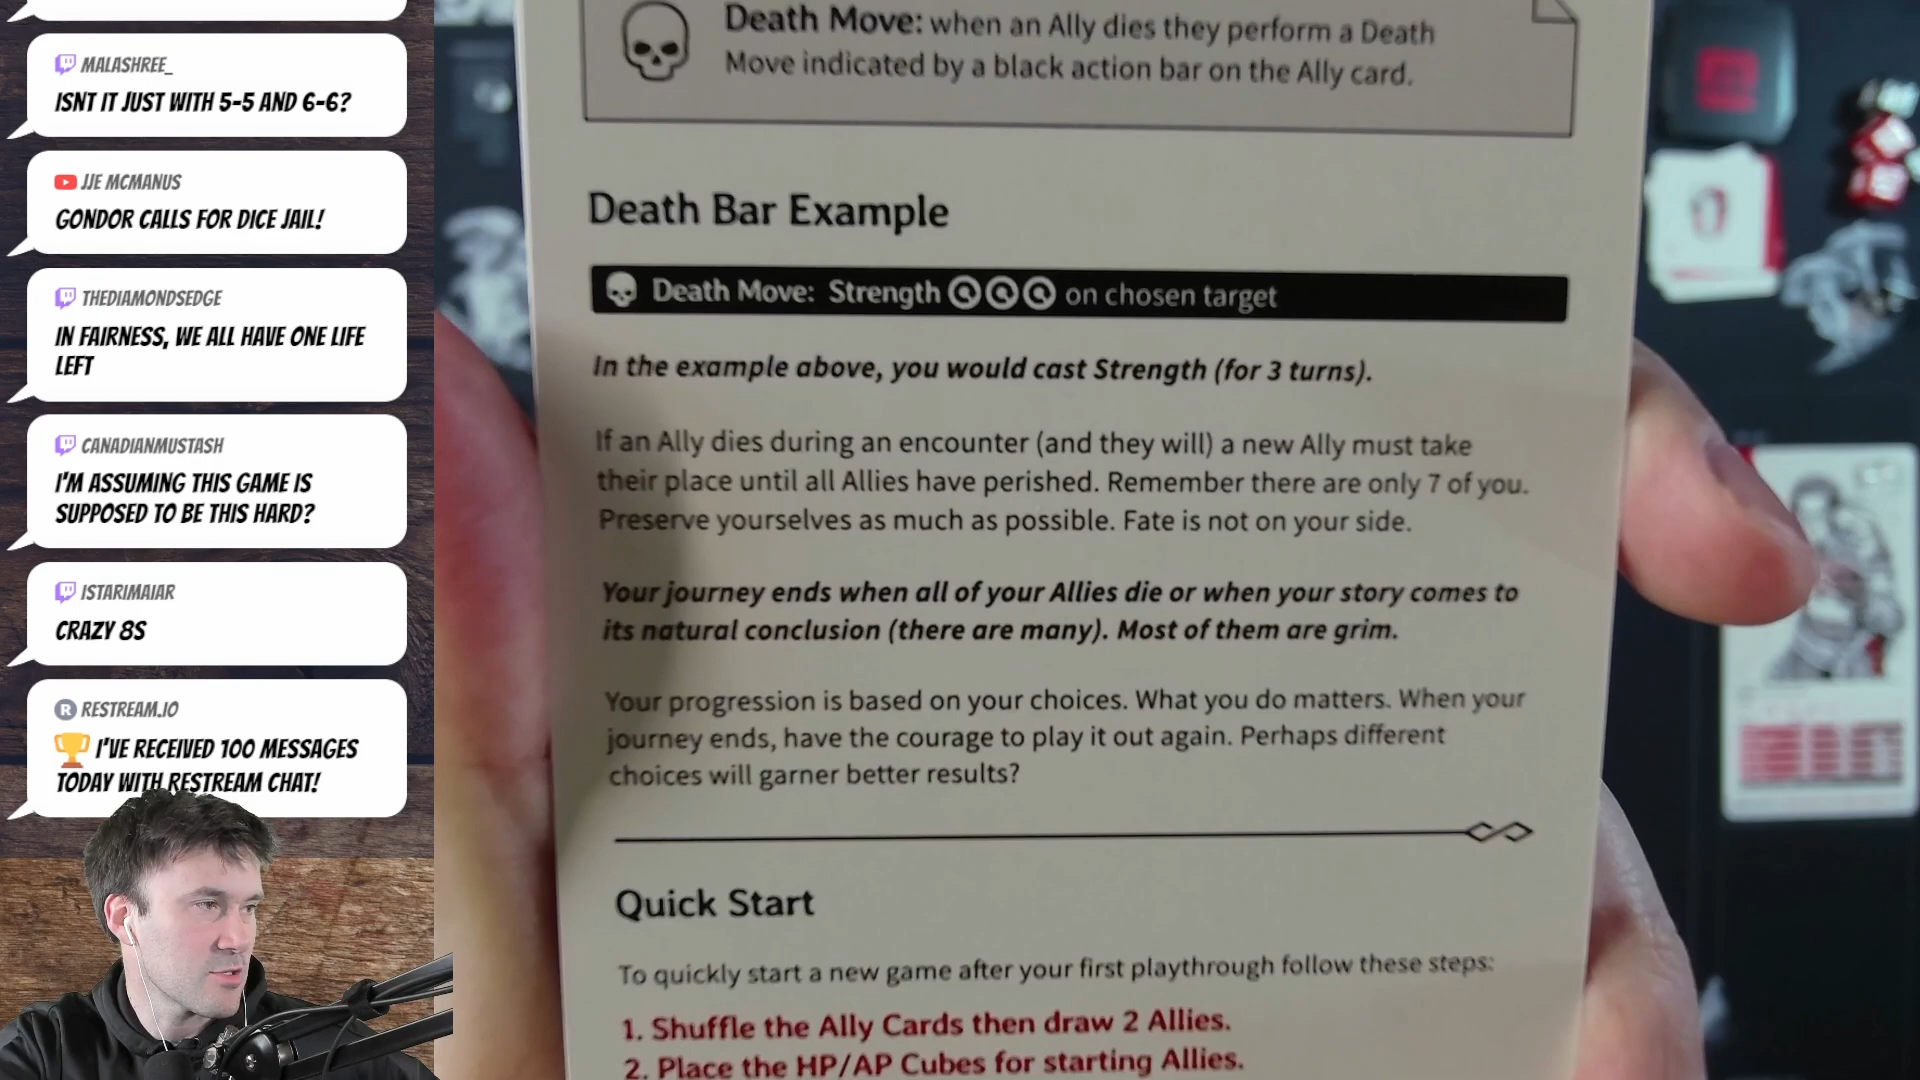 MALASHREE_
ISNT IT JUST WITH 5-5 AND 6-6?
JJE MCMANUS
GONDOR CALLS FOR DICE JAIL!
THEDIAMONDSEDGE
IN FAIRNESS, WE ALL HAVE ONE LIFE
LEFT
CANADIANMUSTASH
I'M ASSUMING THIS GAME IS
SUPPOSED TO BE THIS HARD?
ISTARIMAIAR
CRAZY 8S
R RESTREAM.IO
I'VE RECEIVED 100 MESSAGES
TODAY WITH RESTREAM CHAT!
Death Move: when an Ally dies they perform a Death
Move indicated by a black action bar on the Ally card.
Death Bar Example
Death Move: Strength on chosen target
In the example above, you would cast Strength (for 3 turns).
If an Ally dies during an encounter (and they will) a new Ally must take
their place until all Allies have perished. Remember there are only 7 of you.
Preserve yourselves as much as possible. Fate is not on your side.
Your journey ends when all of your Allies die or when your story comes to
its natural conclusion (there are many). Most of them are grim.
Your progression is based on your choices. What you do matters. When your
journey ends, have the courage to play it out again. Perhaps different
choices will garner better results?
Quick Start
To quickly start a new game after your first playthrough follow these steps:
1. Shuffle the Ally Cards then draw 2 Allies.
2. Place the HP/AP Cubes for starting Allies.